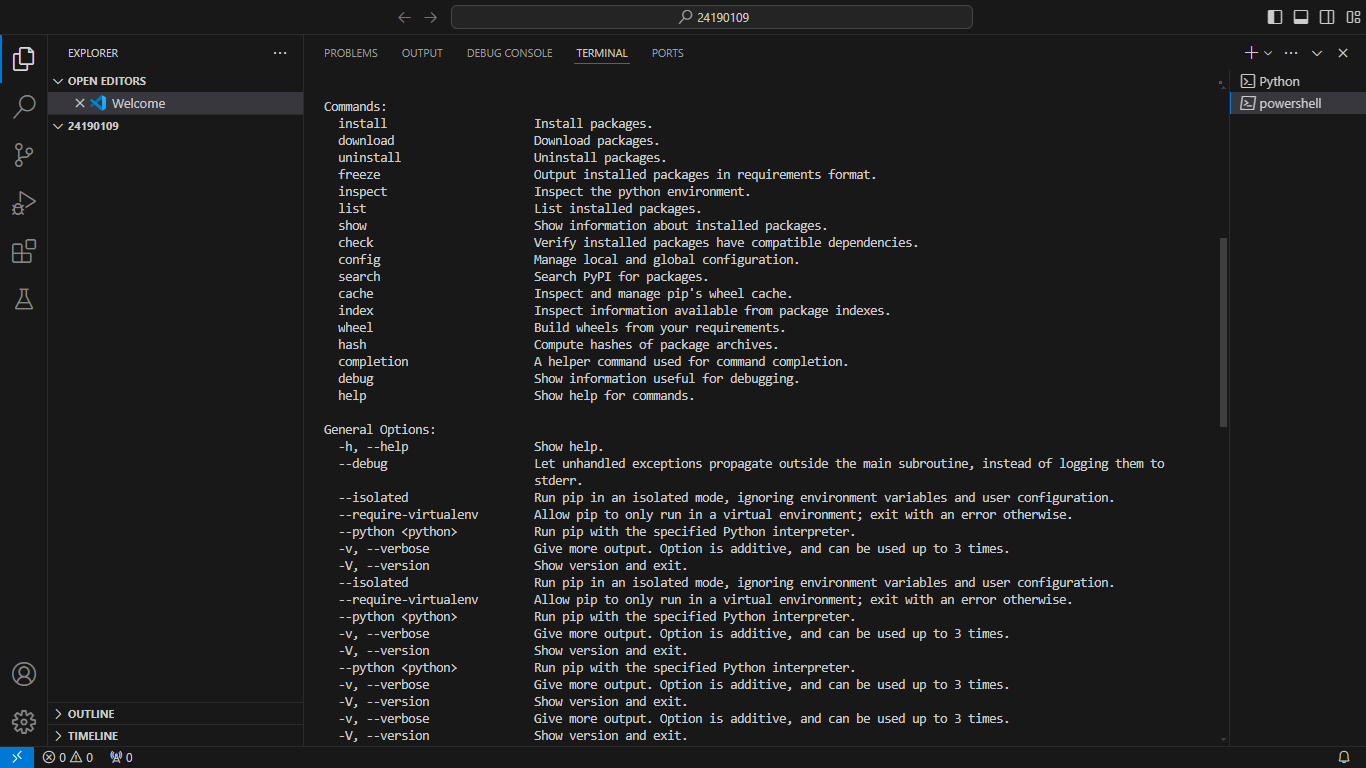 24190109
EXPLORER
OPEN EDITORS
Welcome
24190109
OUTLINE
TIMELINE
PROBLEMS OUTPUT DEBUG CONSOLE TERMINAL PORTS
Commands:
install Install packages.
download Download packages.
uninstall Uninstall packages.
freeze Output installed packages in requirements format.
inspect Inspect the python environment.
list List installed packages.
show Show information about installed packages.
check Verify installed packages have compatible dependencies.
config Manage local and global configuration.
search Search PyPI for packages.
cache Inspect and manage pip's wheel cache.
index Inspect information available from package indexes.
wheel Build wheels from your requirements.
hash Compute hashes of package archives.
completion A helper command used for command completion.
debug Show information useful for debugging.
help Show help for commands.
General Options:
-h, --help Show help.
--debug Let unhandled exceptions propagate outside the main subroutine, instead of logging them to
stderr.
--isolated Run pip in an isolated mode, ignoring environment variables and user configuration.
--require-virtualenv Allow pip to only run in a virtual environment; exit with an error otherwise.
--python <python> Run pip with the specified Python interpreter.
-v, --verbose Give more output. Option is additive, and can be used up to 3 times.
-V, --version Show version and exit.
--isolated Run pip in an isolated mode, ignoring environment variables and user configuration.
--require-virtualenv Allow pip to only run in a virtual environment; exit with an error otherwise.
--python <python> Run pip with the specified Python interpreter.
-v, --verbose Give more output. Option is additive, and can be used up to 3 times.
-V, --version Show version and exit.
--python <python> Run pip with the specified Python interpreter.
-v, --verbose Give more output. Option is additive, and can be used up to 3 times.
-V, --version Show version and exit.
-v, --verbose Give more output. Option is additive, and can be used up to 3 times.
-V, --version Show version and exit.
Python
powershell
0 0 0